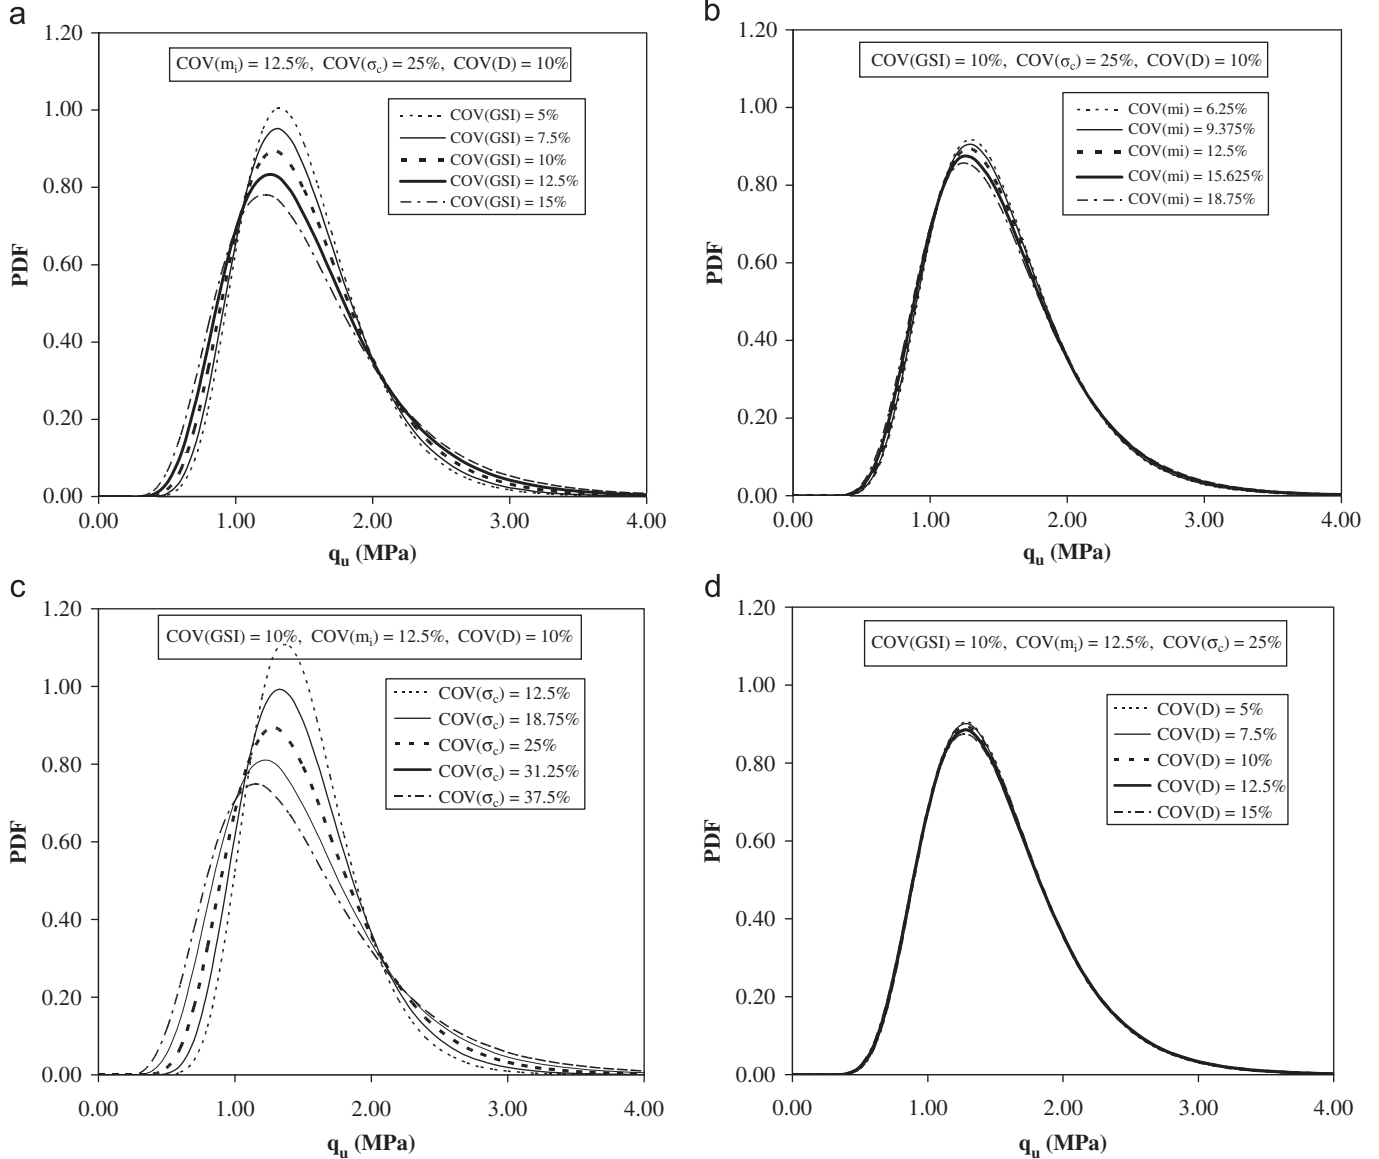 a
1.20
1.00
0.80
0.60
0.40
0.20
0.00
PDF
COV(mi) = 12.5%, COV(σc) = 25%, COV(D) = 10%
COV(GSI) = 5%
COV(GSI) = 7.5%
COV(GSI) = 10%
COV(GSI) = 12.5%
COV(GSI) = 15%
0.00 1.00 2.00 3.00 4.00
qu (MPa)
b
1.20
1.00
0.80
0.60
0.40
0.20
0.00
PDF
COV(GSI) = 10%, COV(σc) = 25%, COV(D) = 10%
COV(mi) = 6.25%
COV(mi) = 9.375%
COV(mi) = 12.5%
COV(mi) = 15.625%
COV(mi) = 18.75%
0.00 1.00 2.00 3.00 4.00
qu (MPa)
c
1.20
1.00
0.80
0.60
0.40
0.20
0.00
PDF
COV(GSI) = 10%, COV(mi) = 12.5%, COV(D) = 10%
COV(σc) = 12.5%
COV(σc) = 18.75%
COV(σc) = 25%
COV(σc) = 31.25%
COV(σc) = 37.5%
0.00 1.00 2.00 3.00 4.00
qu (MPa)
d
1.20
1.00
0.80
0.60
0.40
0.20
0.00
PDF
COV(GSI) = 10%, COV(mi) = 12.5%, COV(σc) = 25%
COV(D) = 5%
COV(D) = 7.5%
COV(D) = 10%
COV(D) = 12.5%
COV(D) = 15%
0.00 1.00 2.00 3.00 4.00
qu (MPa)